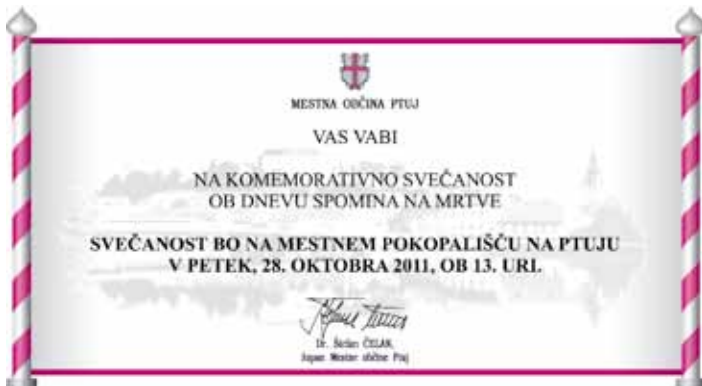 MESTNA OBČINA PTUJ
VAS VABI
NA KOMEMORATIVNO SVEČANOST
OB DNEVU SPOMINA NA MRTVE
SVEČANOST BO NA MESTNEM POKOPALIŠČU NA PTUJU
V PETEK, 28. OKTOBRA 2011, OB 13. URI.
Dr. Štefan ČELAN,
župan Mestne občine Ptuj